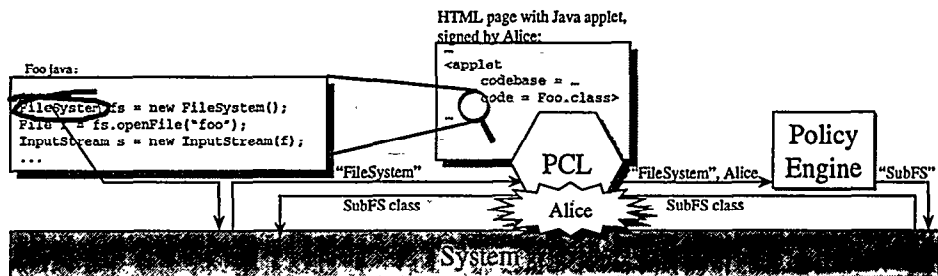 HTML page with Java applet,
signed by Alice:
<applet
codebase = …
code = Foo.class>
Foo java:
FileSystem fs = new FileSystem();
File f = fs.openFile("foo");
InputStream s = new InputStream(f);
...
PCL
Policy
Engine
"FileSystem"
"FileSystem", Alice
"SubFS"
SubFS class
Alice
SubFS class
System